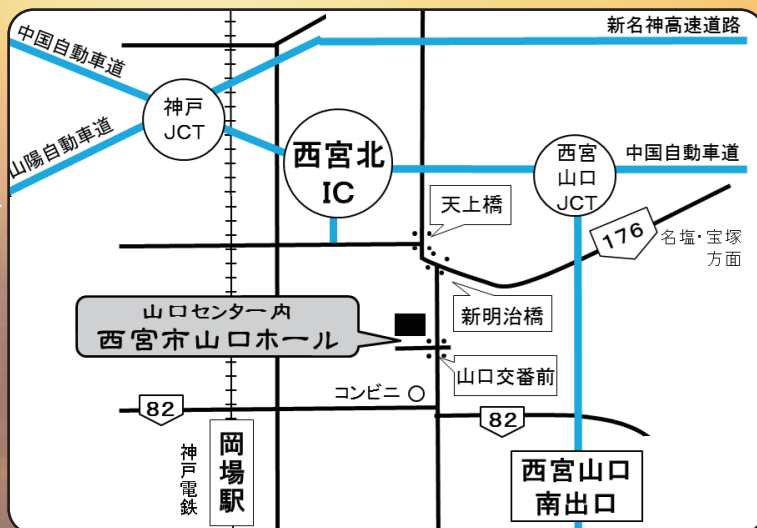 中国自動車道
新名神高速道路
山陽自動車道
神戸
JCT
西宮北
IC
西宮
山口
JCT
中国自動車道
天上橋
176
名塩・宝塚
方面
山口センター内
西宮市山口ホール
新明治橋
山口交番前
コンビニ
82
82
神戸電鉄
岡場駅
西宮山口
南出口